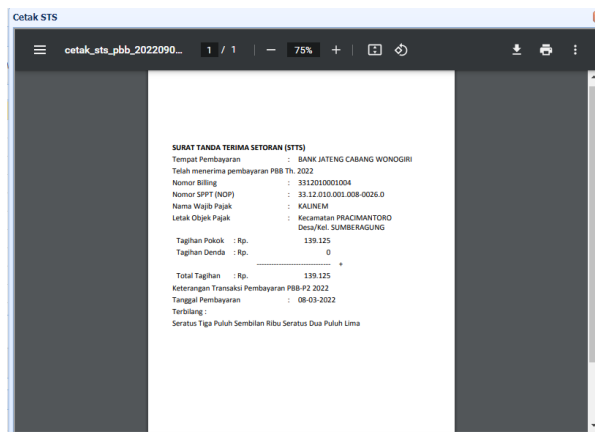 Cetak STS
cetak_sts_pbb_2022090... 1 / 1 75%
SURAT TANDA TERIMA SETORAN (STTS)
Tempat Pembayaran : BANK JATENG CABANG WONOGIRI
Telah menerima pembayaran PBB Th. 2022
Nomor Billing : 3312010001004
Nomor SPPT (NOP) : 33.12.010.001.008-0026.0
Nama Wajib Pajak : KALINEM
Letak Objek Pajak : Kecamatan PRACIMANTORO
Desa/Kel. SUMBERAGUNG
Tagihan Pokok : Rp. 139.125
Tagihan Denda : Rp. 0
------------------------------ +
Total Tagihan : Rp. 139.125
Keterangan Transaksi Pembayaran PBB-P2 2022
Tanggal Pembayaran : 08-03-2022
Terbilang :
Seratus Tiga Puluh Sembilan Ribu Seratus Dua Puluh Lima